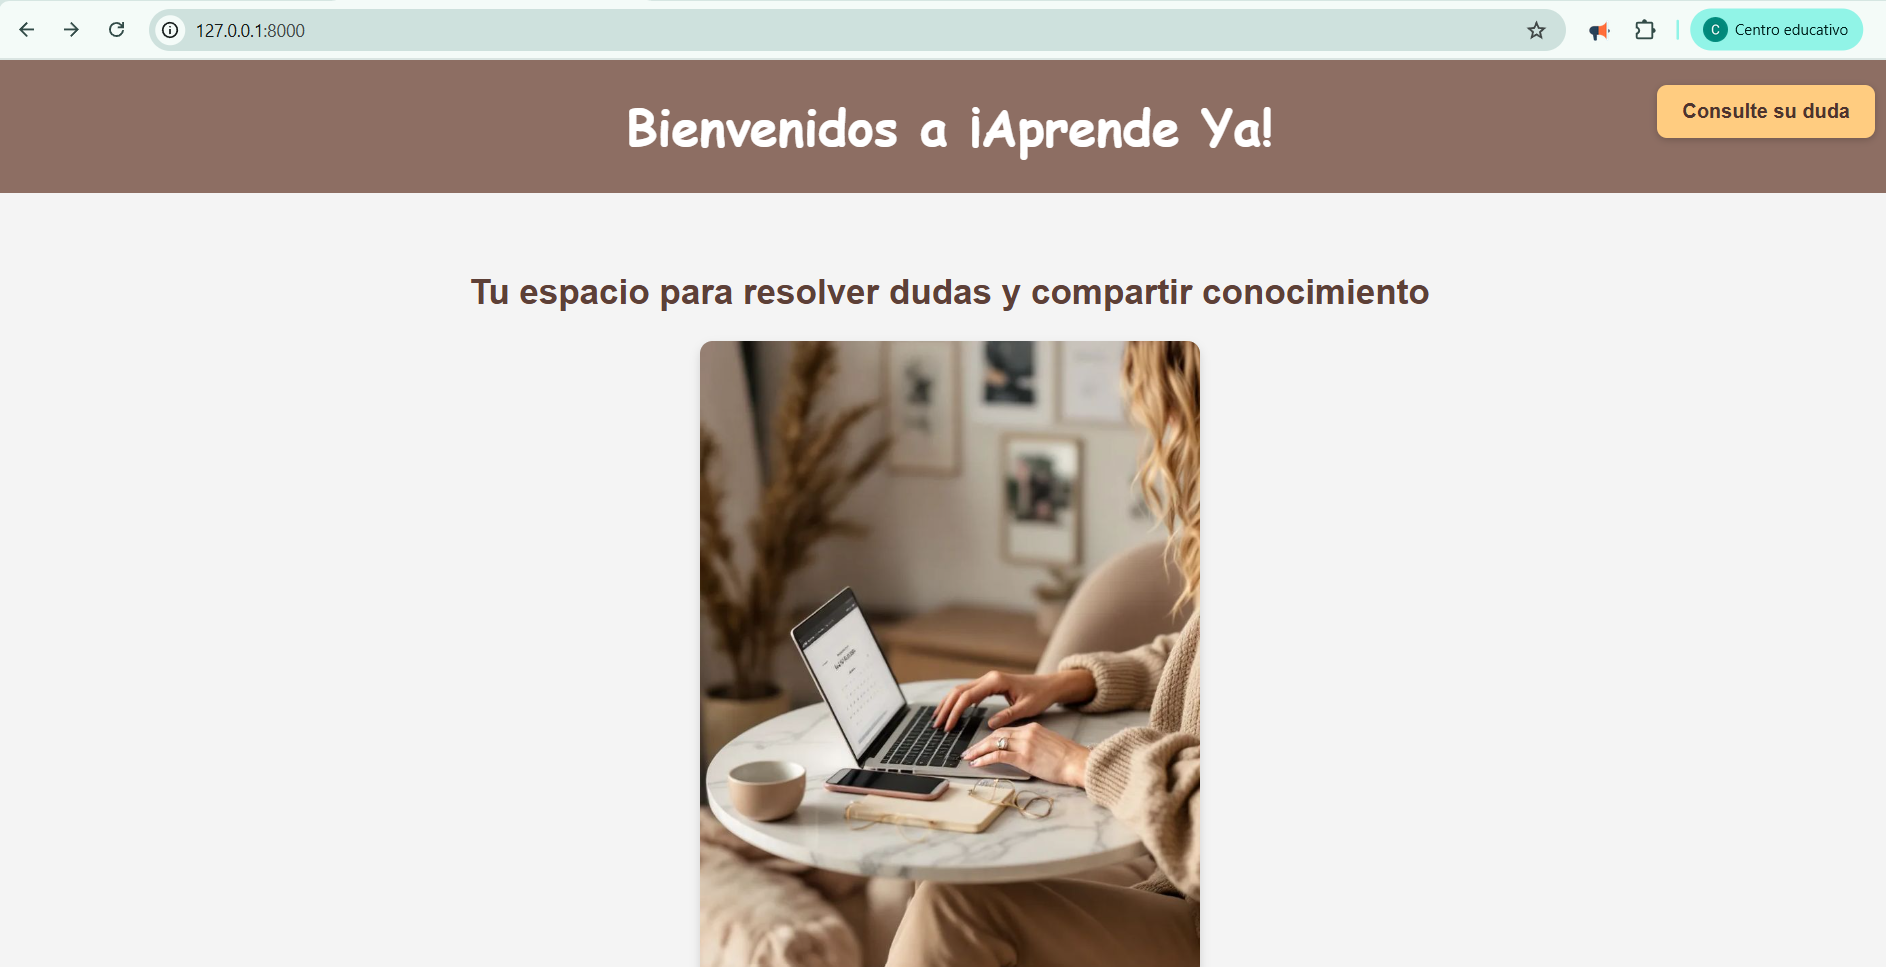 127.0.0.1:8000
C Centro educativo
Bienvenidos a ¡Aprende Ya!
Consulte su duda
Tu espacio para resolver dudas y compartir conocimiento